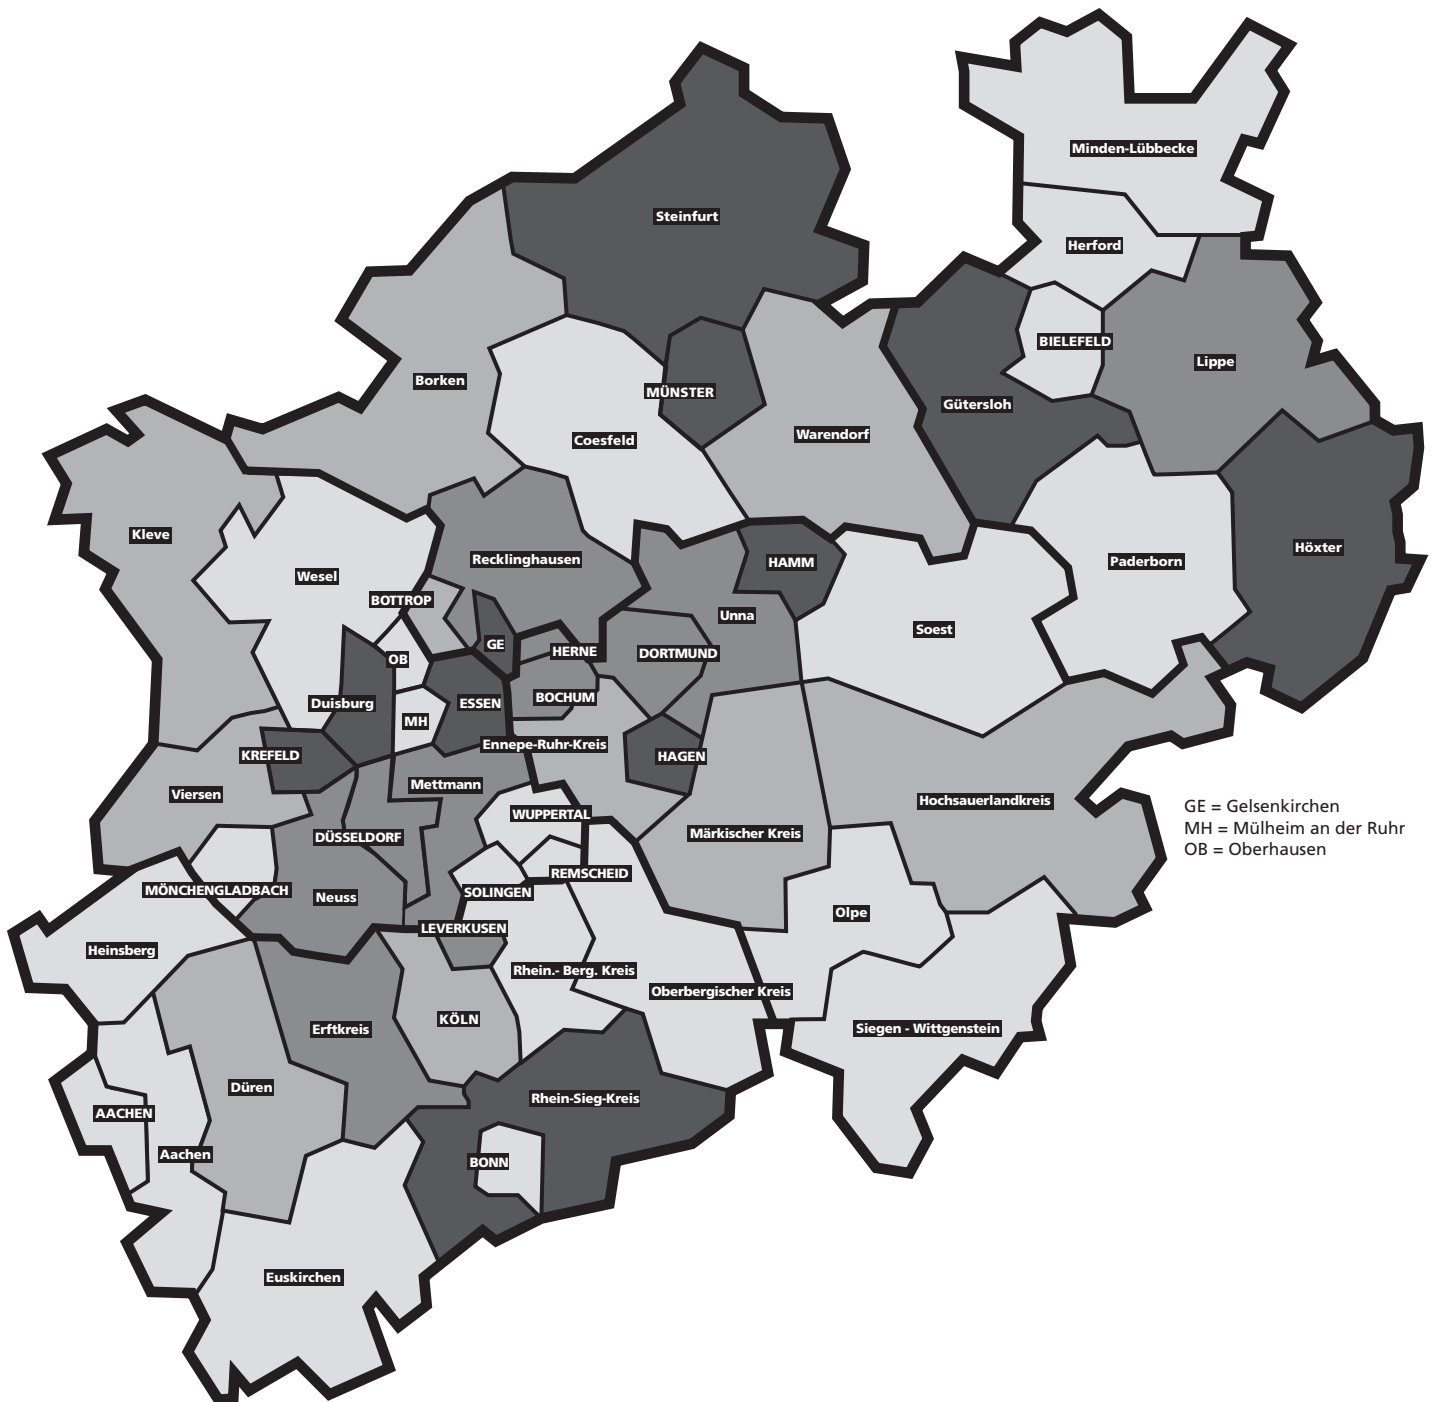 Minden-Lübbecke
Steinfurt
Herford
BIELEFELD
Lippe
Borken
MÜNSTER
Gütersloh
Coesfeld
Warendorf
Kleve
Recklinghausen
HAMM
Paderborn
Höxter
Wesel
BOTTROP
Unna
Soest
GE
HERNE
DORTMUND
OB
Duisburg
ESSEN
BOCHUM
MH
KREFELD
Ennepe-Ruhr-Kreis
HAGEN
Viersen
Mettmann
Hochsauerlandkreis
GE = Gelsenkirchen
MH = Mülheim an der Ruhr
OB = Oberhausen
WUPPERTAL
DÜSSELDORF
Märkischer Kreis
REMSCHEID
MÖNCHENGLADBACH
SOLINGEN
Neuss
Olpe
LEVERKUSEN
Heinsberg
Rhein.- Berg. Kreis
Oberbergischer Kreis
Erftkreis
KÖLN
Siegen - Wittgenstein
Düren
Rhein-Sieg-Kreis
AACHEN
Aachen
BONN
Euskirchen